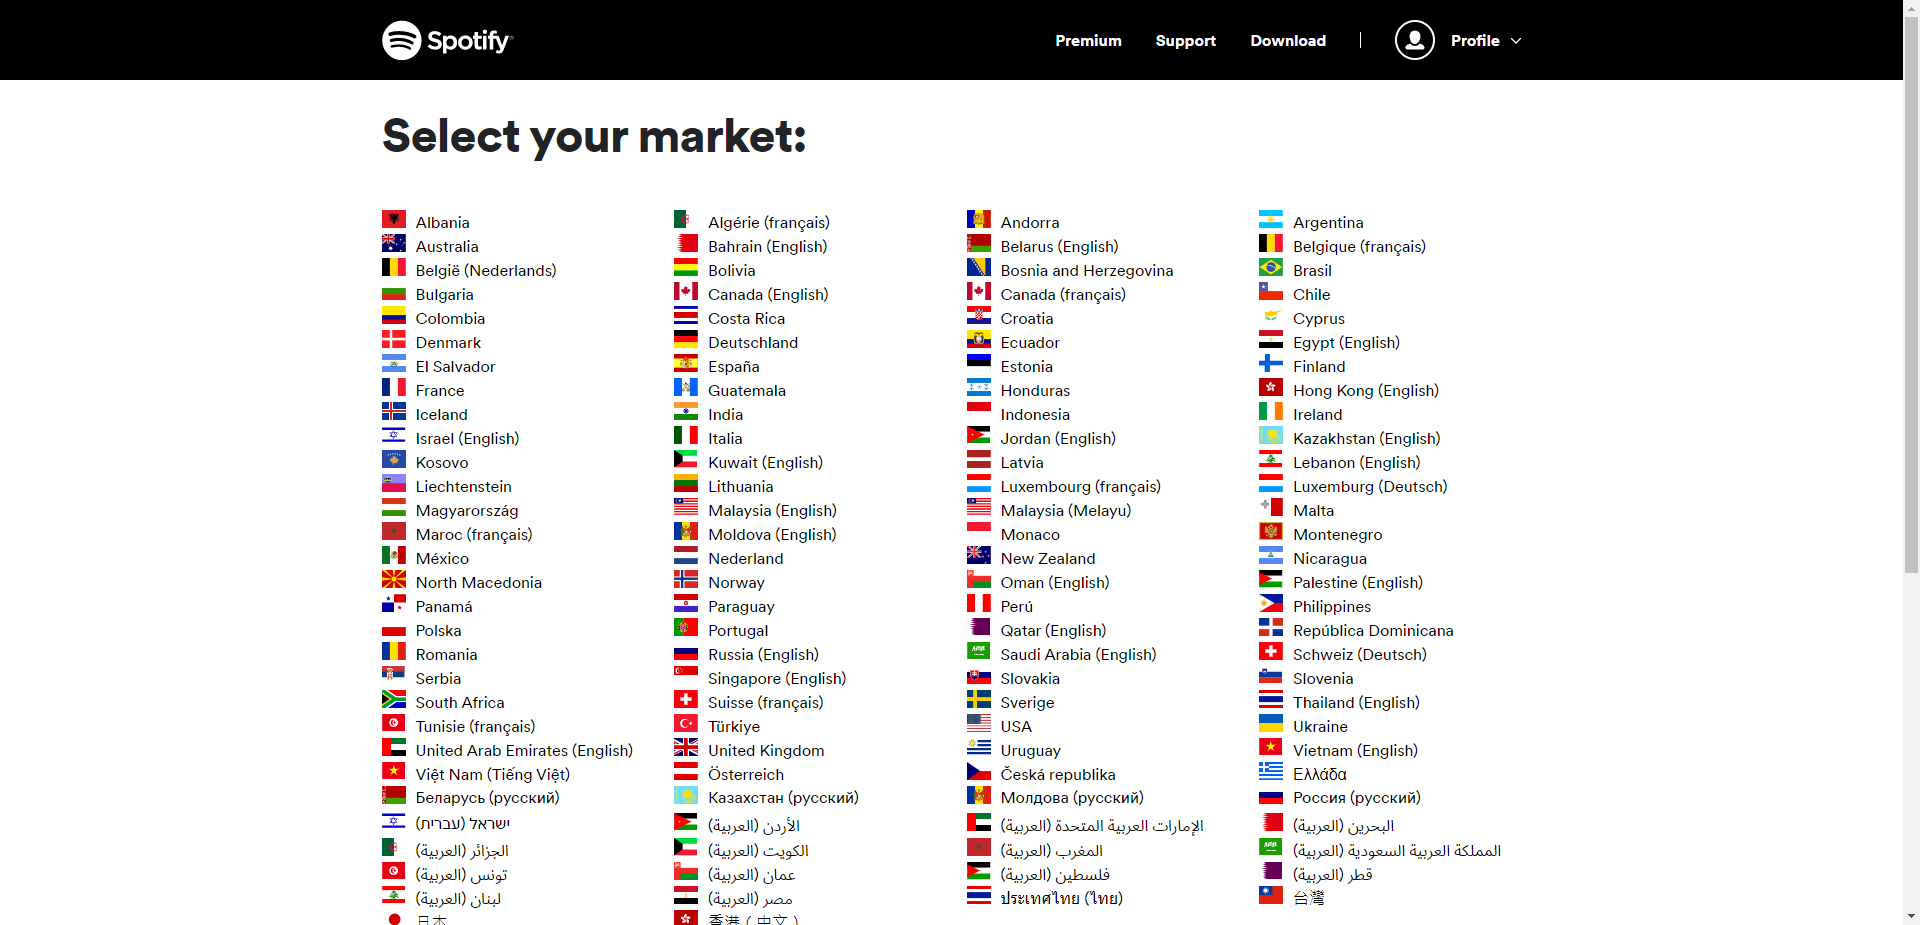 Spotify
Premium Support Download Profile
Select your market:
Albania Algérie (français) Andorra Argentina
Australia Bahrain (English) Belarus (English) Belgique (français)
België (Nederlands) Bolivia Bosnia and Herzegovina Brasil
Bulgaria Canada (English) Canada (français) Chile
Colombia Costa Rica Croatia Cyprus
Denmark Deutschland Ecuador Egypt (English)
El Salvador España Estonia Finland
France Guatemala Honduras Hong Kong (English)
Iceland India Indonesia Ireland
Israel (English) Italia Jordan (English) Kazakhstan (English)
Kosovo Kuwait (English) Latvia Lebanon (English)
Liechtenstein Lithuania Luxembourg (français) Luxemburg (Deutsch)
Magyarország Malaysia (English) Malaysia (Melayu) Malta
Maroc (français) Moldova (English) Monaco Montenegro
México Nederland New Zealand Nicaragua
North Macedonia Norway Oman (English) Palestine (English)
Panamá Paraguay Perú Philippines
Polska Portugal Qatar (English) República Dominicana
Romania Russia (English) Saudi Arabia (English) Schweiz (Deutsch)
Serbia Singapore (English) Slovakia Slovenia
South Africa Suisse (français) Sverige Thailand (English)
Tunisie (français) Türkiye USA Ukraine
United Arab Emirates (English) United Kingdom Uruguay Vietnam (English)
Việt Nam (Tiếng Việt) Österreich Česká republika Ελλάδα
Беларусь (русский) Казахстан (русский) Молдова (русский) Россия (русский)
ישראל (עברית) الأردن (العربية) الإمارات العربية المتحدة (العربية) البحرين (العربية)
الجزائر (العربية) الكويت (العربية) المغرب (العربية) المملكة العربية السعودية (العربية)
تونس (العربية) عمان (العربية) فلسطين (العربية) قطر (العربية)
لبنان (العربية) مصر (العربية) ประเทศไทย (ไทย) 台灣
日本 香港 (中文)